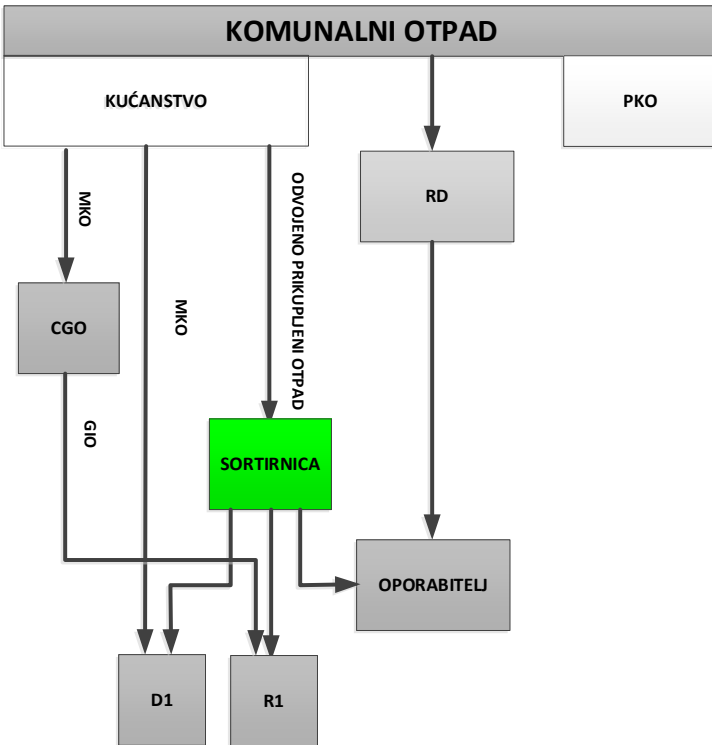 KOMUNALNI OTPAD
KUĆANSTVO
PKO
RD
MKO
MKO
ODVOJENO PRIKUPLJENI OTPAD
CGO
GIO
SORTIRNICA
OPORABITELJ
D1
R1